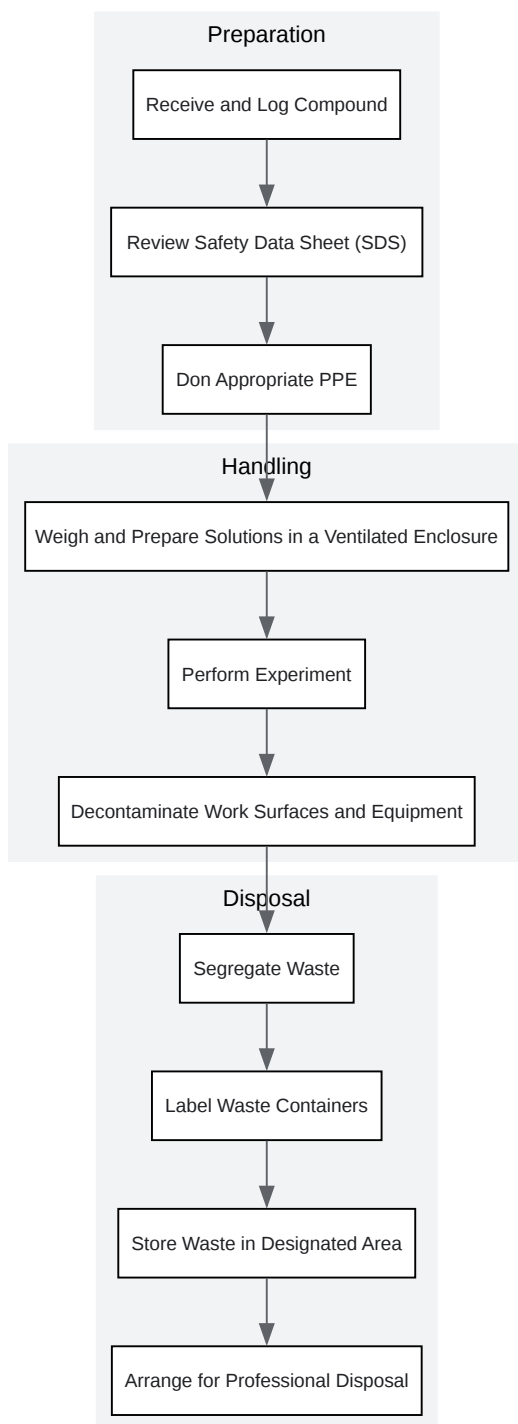 Preparation
Receive and Log Compound
Review Safety Data Sheet (SDS)
Don Appropriate PPE
Handling
Weigh and Prepare Solutions in a Ventilated Enclosure
Perform Experiment
Decontaminate Work Surfaces and Equipment
Disposal
Segregate Waste
Label Waste Containers
Store Waste in Designated Area
Arrange for Professional Disposal